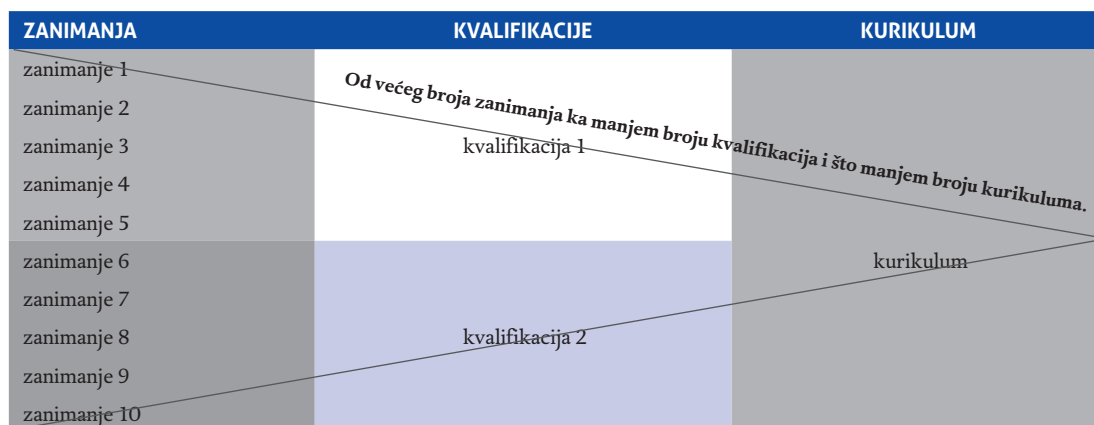 ZANIMANJA KVALIFIKACIJE KURIKULUM
zanimanje 1
Od većeg broja zanimanja ka manjem broju kvalifikacija i što manjem broju kurikuluma.
zanimanje 2
zanimanje 3 kvalifikacija 1
zanimanje 4
zanimanje 5
zanimanje 6 kurikulum
zanimanje 7
zanimanje 8 kvalifikacija 2
zanimanje 9
zanimanje 10